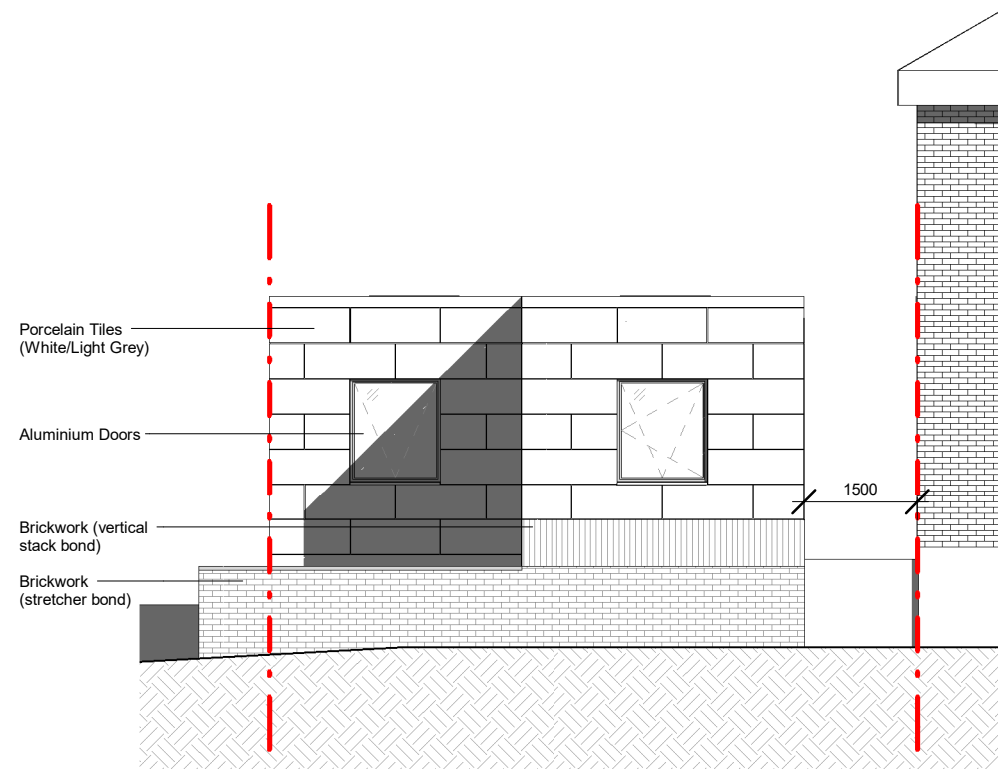 Porcelain Tiles
(White/Light Grey)
Aluminium Doors
1500
Brickwork (vertical
stack bond)
Brickwork
(stretcher bond)